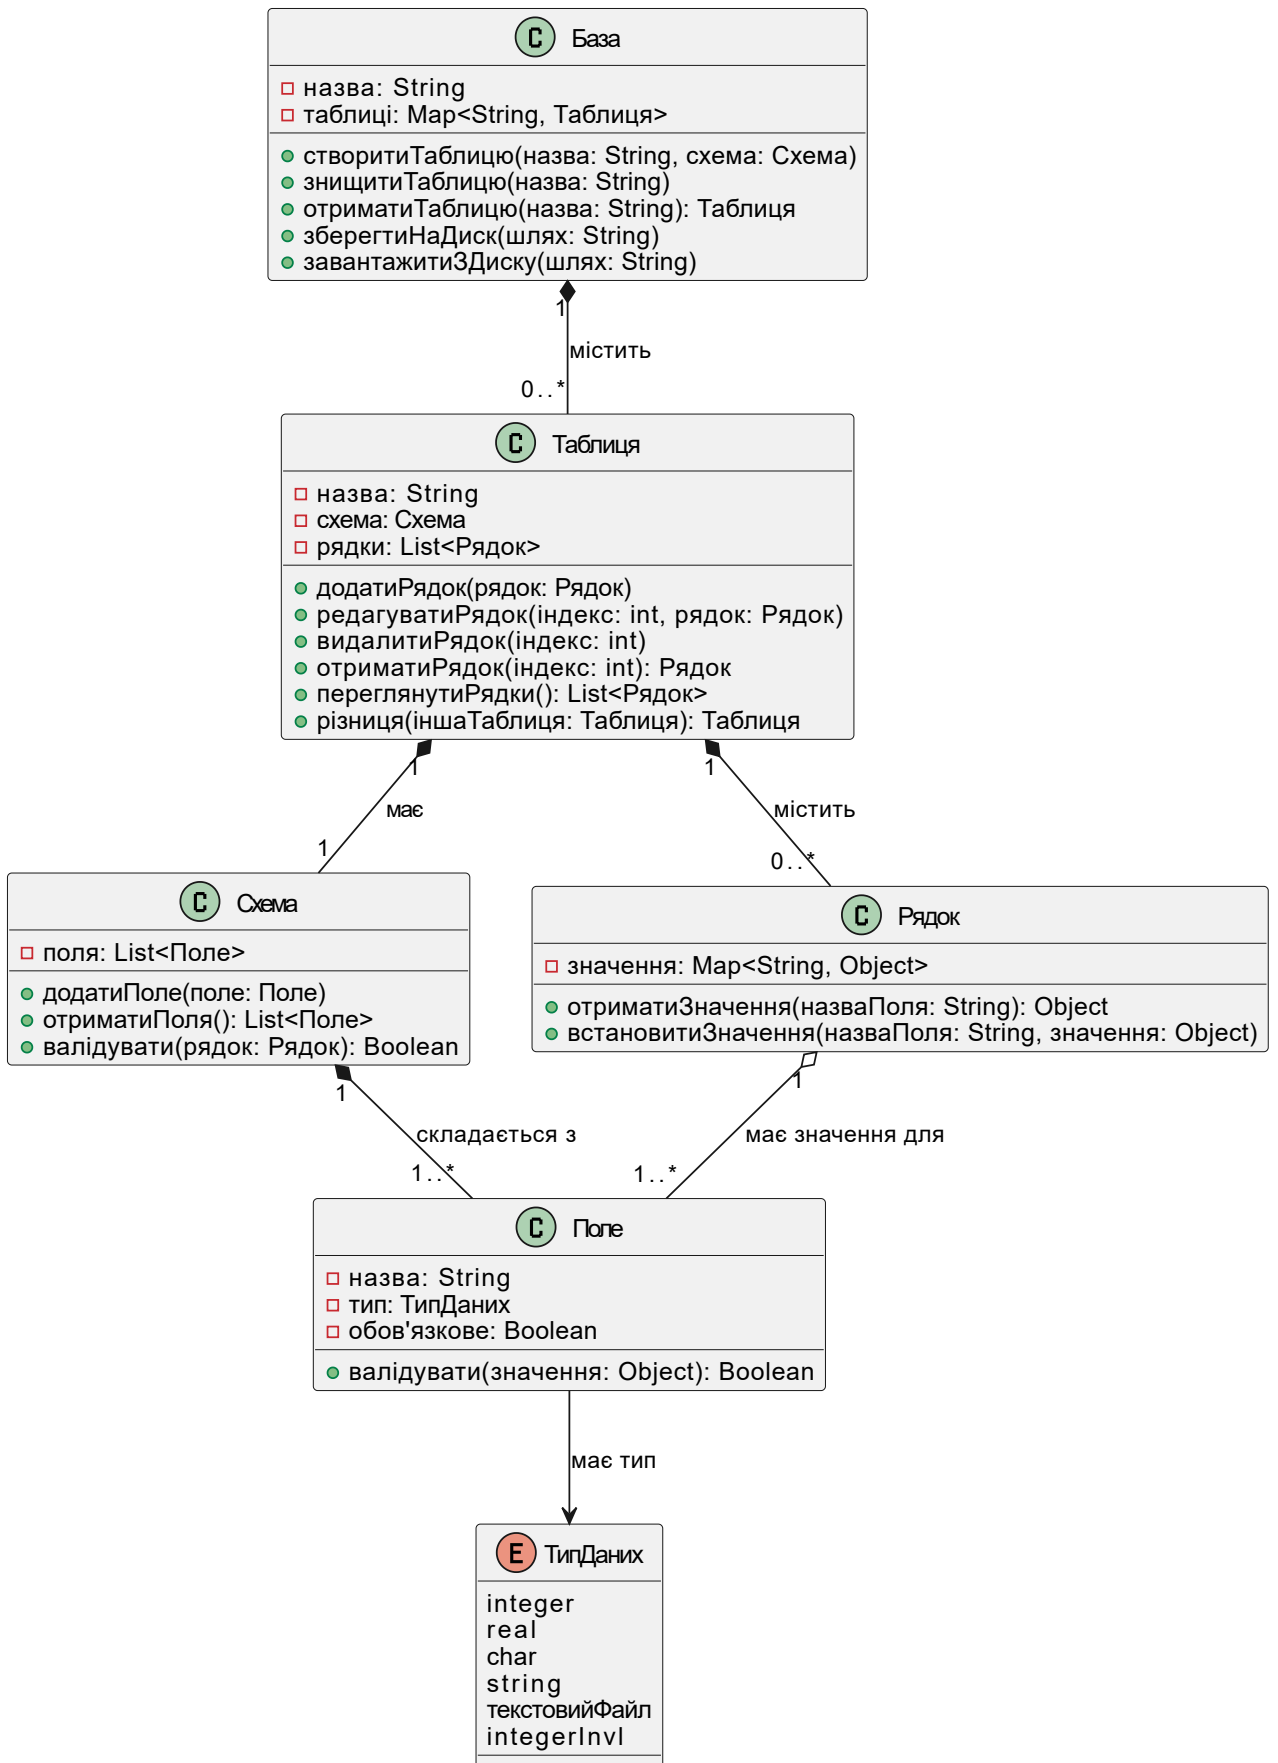 C База
назва: String
таблиці: Map<String, Таблиця>
створитиТаблицю(назва: String, схема: Схема)
знищитиТаблицю(назва: String)
отриматиТаблицю(назва: String): Таблиця
зберегтиНаДиск(шлях: String)
завантажитиЗДиску(шлях: String)
1
містить
0..*
C Таблиця
назва: String
схема: Схема
рядки: List<Рядок>
додатиРядок(рядок: Рядок)
редагуватиРядок(індекс: int, рядок: Рядок)
видалитиРядок(індекс: int)
отриматиРядок(індекс: int): Рядок
переглянутиРядки(): List<Рядок>
різниця(іншаТаблиця: Таблиця): Таблиця
1
має
1
1
містить
0..*
C Схема
поля: List<Поле>
додатиПоле(поле: Поле)
отриматиПоля(): List<Поле>
валідувати(рядок: Рядок): Boolean
C Рядок
значення: Map<String, Object>
отриматиЗначення(назваПоля: String): Object
встановитиЗначення(назваПоля: String, значення: Object)
1
складається з
1..*
1
має значення для
1..*
C Поле
назва: String
тип: ТипДаних
обов'язкове: Boolean
валідувати(значення: Object): Boolean
має тип
E ТипДаних
integer
real
char
string
текстовийФайл
integerInvl